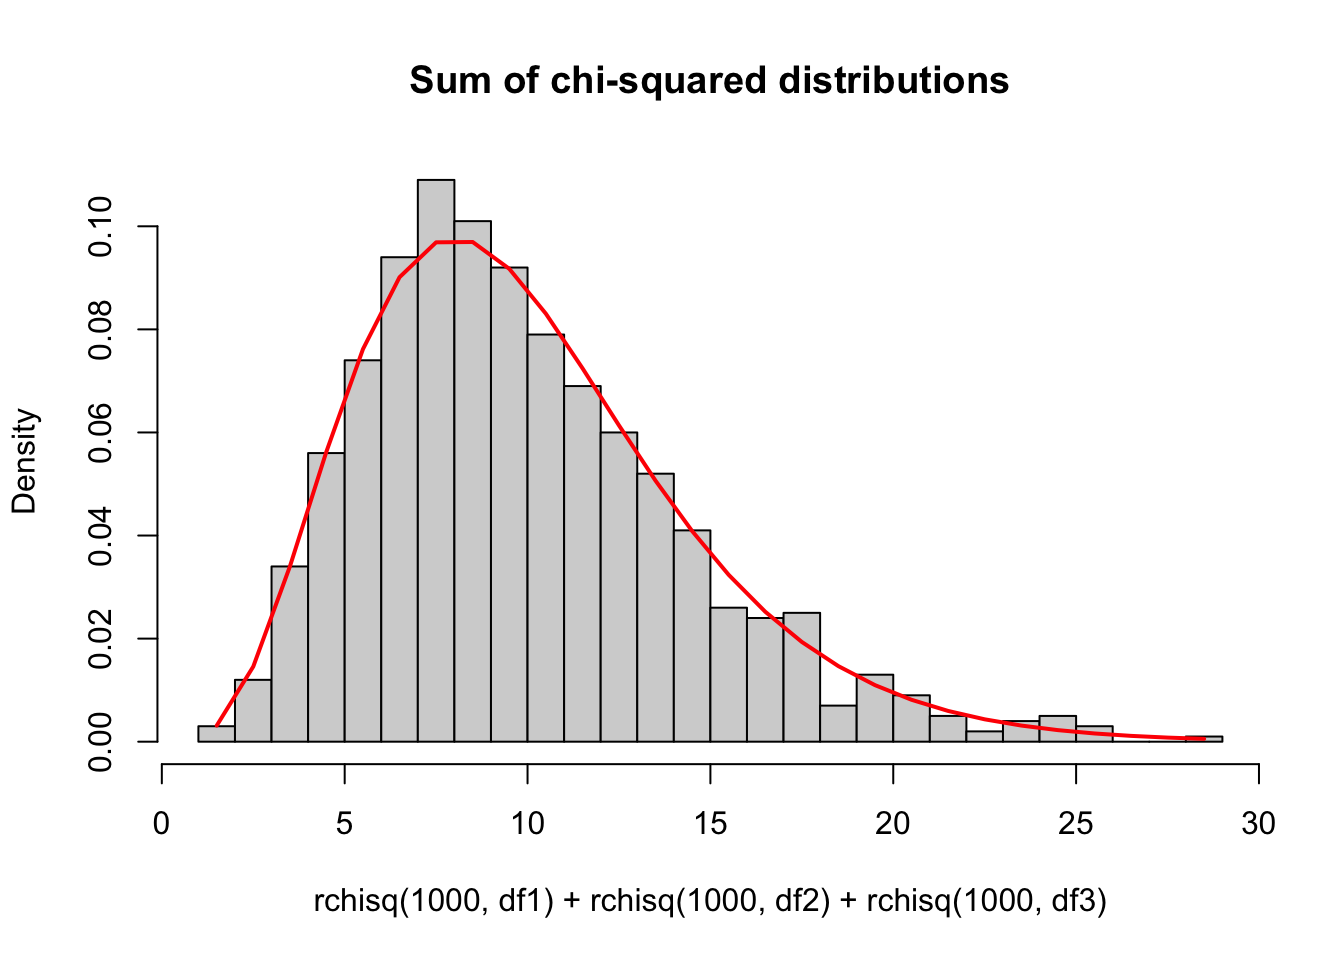 Sum of chi-squared distributions
Density
0.10
0.08
0.06
0.04
0.02
0.00
0 5 10 15 20 25 30
rchisq(1000, df1) + rchisq(1000, df2) + rchisq(1000, df3)